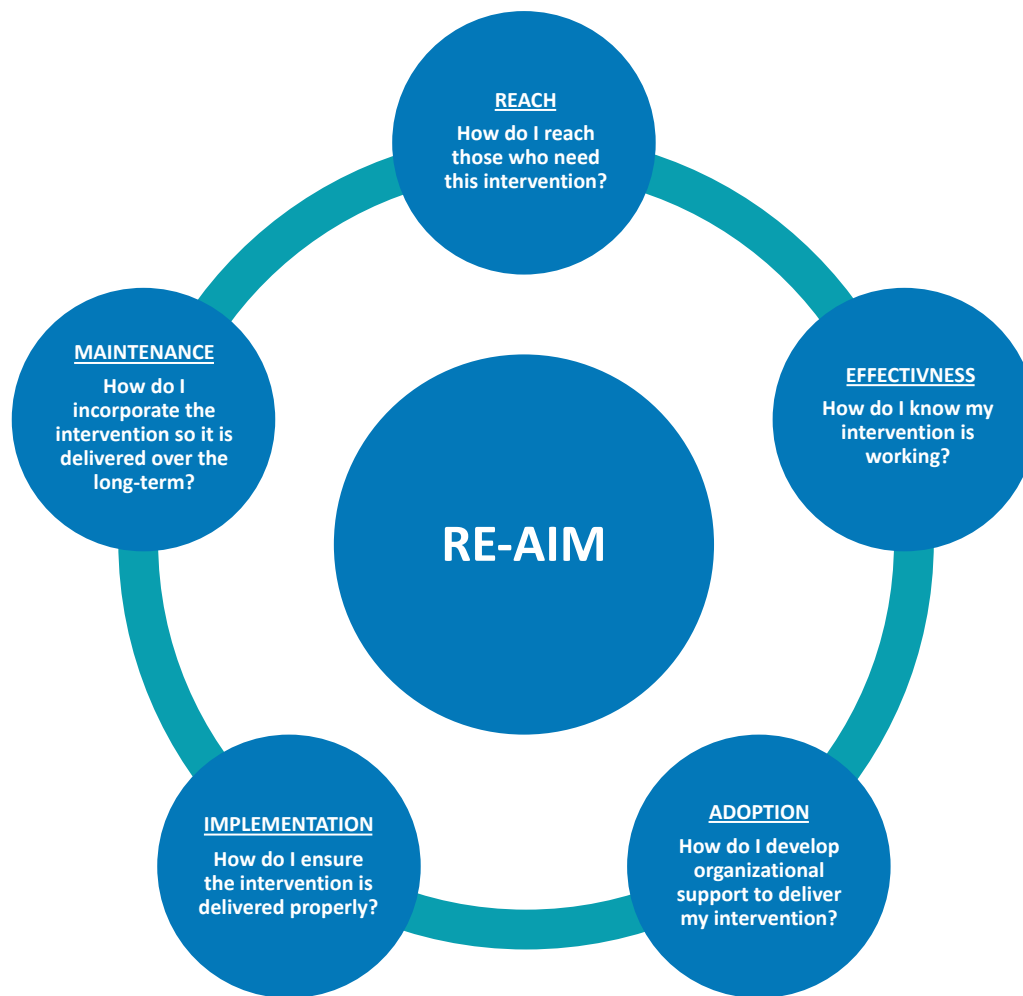 REACH
How do I reach
those who need
this intervention?
EFFECTIVNESS
How do I know my
intervention is
working?
ADOPTION
How do I develop
organizational
support to deliver
my intervention?
IMPLEMENTATION
How do I ensure
the intervention is
delivered properly?
MAINTENANCE
How do I
incorporate the
intervention so it is
delivered over the
long-term?
RE-AIM